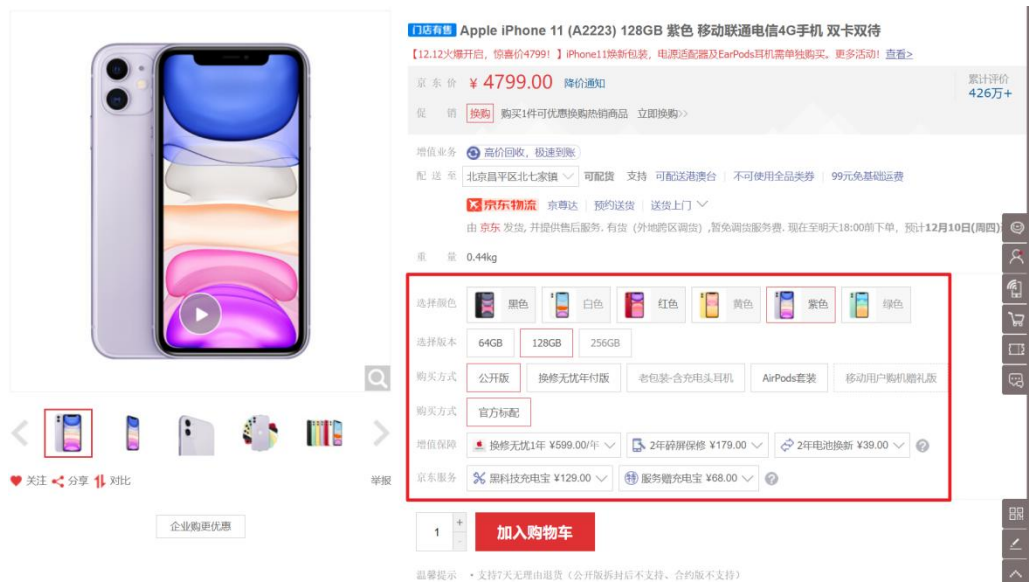 门店有售 Apple iPhone 11 (A2223) 128GB 紫色 移动联通电信4G手机 双卡双待
【12.12火爆开启，惊喜价4799！】iPhone11焕新包装，电源适配器及EarPods耳机需单独购买。更多活动！查看>
京东价 ¥ 4799.00 降价通知
累计评价
426万+
促销 换购 购买1件可优惠换购热销商品 立即换购>>
增值业务 高价回收，极速到账
配送至 北京昌平区北七家镇 可配货 支持 可配送港澳台 不可使用全品类券 99元免基础运费
京东物流 京尊达 预约送货 送货上门
由 京东 发货, 并提供售后服务. 有货 (外地跨区调货) ,暂免调货服务费. 现在至明天18:00前下单，预计12月10日(周四)
重量 0.44kg
选择颜色 黑色 白色 红色 黄色 紫色 绿色
选择版本 64GB 128GB 256GB
购买方式 公开版 换修无忧年付版 老包装-含充电头耳机 AirPods套装 移动用户购机赠礼版
购买方式 官方标配
增值保障 换修无忧1年 ¥599.00/年 2年碎屏保修 ¥179.00 2年电池换新 ¥39.00
京东服务 黑科技充电宝 ¥129.00 特 服务赠充电宝 ¥68.00
关注 分享 对比 举报
企业购更优惠
1 + - 加入购物车
温馨提示 ・支持7天无理由退货（公开版拆封后不支持、合约版不支持）